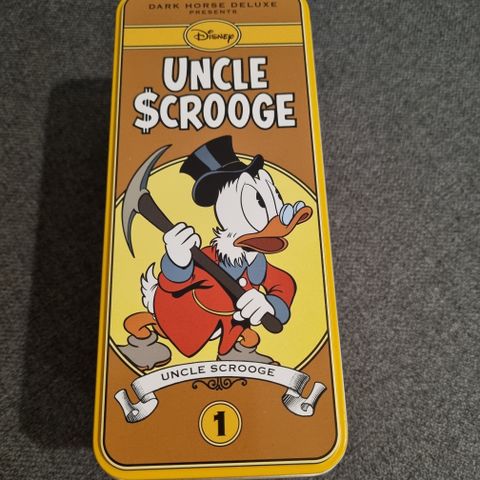 DARK HORSE DELUXE
PRESENTS
Disney
UNCLE
$CROOGE
UNCLE SCROOGE
1